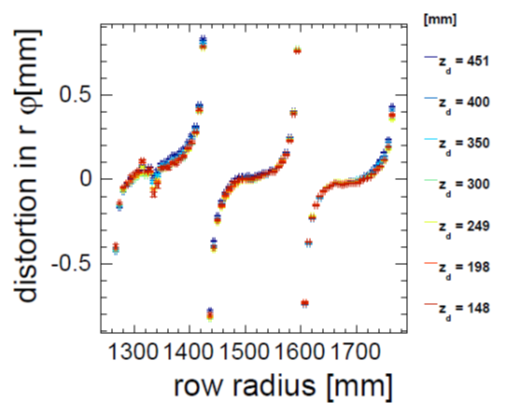 [mm]
z_d = 451
z_d = 400
z_d = 350
z_d = 300
z_d = 249
z_d = 198
z_d = 148
distortion in r φ[mm]
0.5
0
-0.5
1300 1400 1500 1600 1700
row radius [mm]